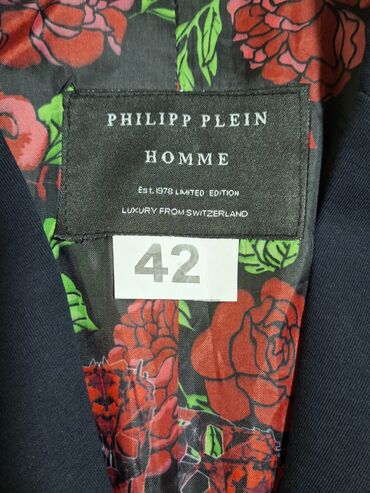 PHILIPP PLEIN
HOMME
Est. 1978 LIMITED EDITION
LUXURY FROM SWITZERLAND
42